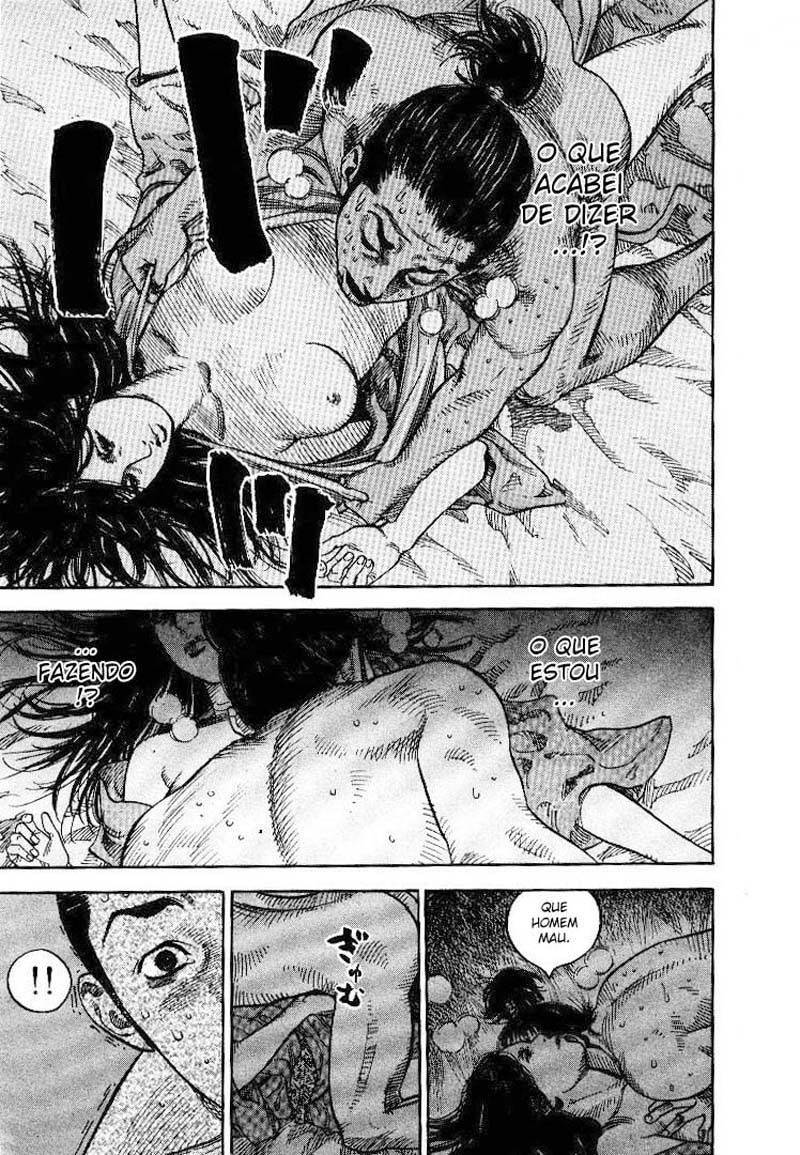 O QUE
ACABEI
DE DIZER
....!?
O QUE
ESTOU
...
...
FAZENDO
!?
QUE
HOMEM
MAU.
ぎゅむ
!!